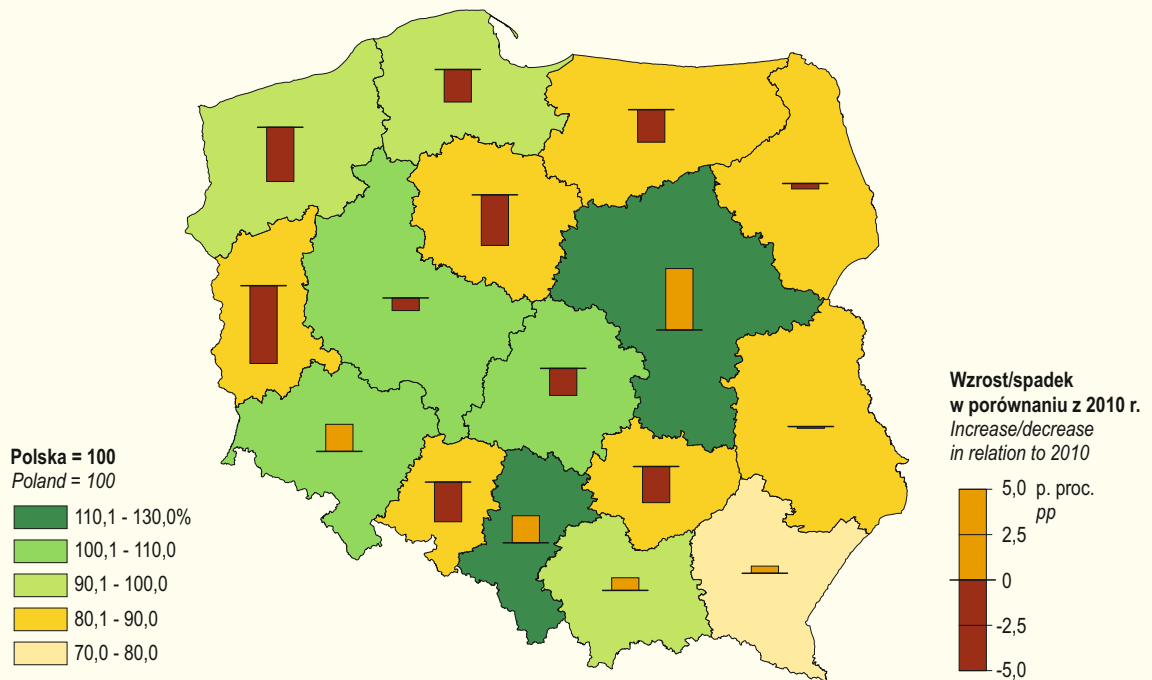 Polska = 100
Poland = 100
110,1 - 130,0%
100,1 - 110,0
90,1 - 100,0
80,1 - 90,0
70,0 - 80,0
Wzrost/spadek
w porównaniu z 2010 r.
Increase/decrease
in relation to 2010
5,0 p. proc.
pp
2,5
0
-2,5
-5,0